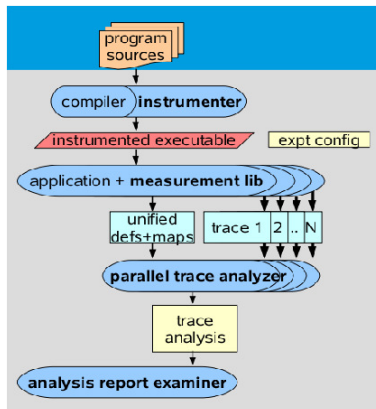 program
sources
compiler instrumenter
instrumented executable
expt config
application + measurement lib
unified
defs+maps
trace 1 2 .. N
parallel trace analyzer
trace
analysis
analysis report examiner